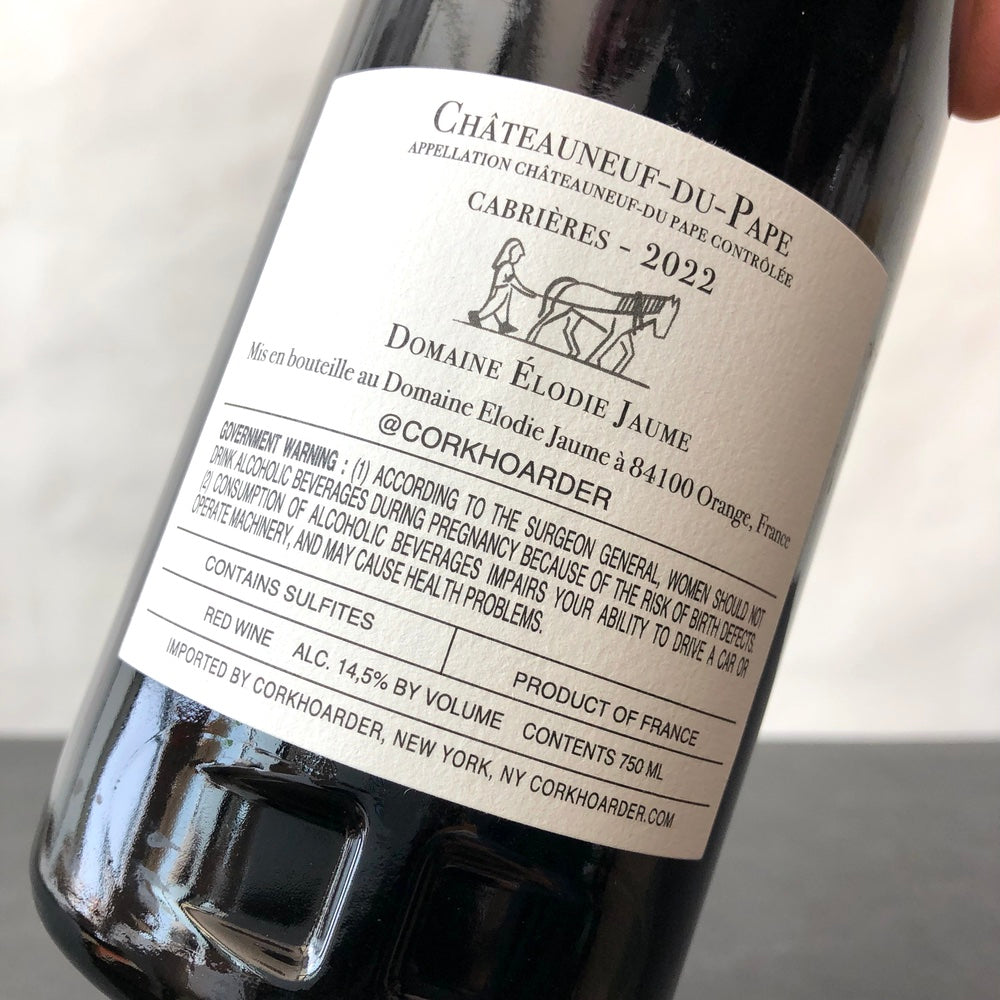 CHÂTEAUNEUF-DU-PAPE
APPELLATION CHÂTEAUNEUF-DU PAPE CONTRÔLÉE
CABRIÈRES - 2022
DOMAINE ÉLODIE JAUME
Mis en bouteille au Domaine Elodie Jaume à 84100 Orange, France
@CORKHOARDER
GOVERNMENT WARNING : (1) ACCORDING TO THE SURGEON GENERAL, WOMEN SHOULD NOT
DRINK ALCOHOLIC BEVERAGES DURING PREGNANCY BECAUSE OF THE RISK OF BIRTH DEFECTS.
(2) CONSUMPTION OF ALCOHOLIC BEVERAGES IMPAIRS YOUR ABILITY TO DRIVE A CAR OR
OPERATE MACHINERY, AND MAY CAUSE HEALTH PROBLEMS.
CONTAINS SULFITES PRODUCT OF FRANCE
RED WINE ALC. 14,5% BY VOLUME CONTENTS 750 ML
IMPORTED BY CORKHOARDER, NEW YORK, NY CORKHOARDER.COM